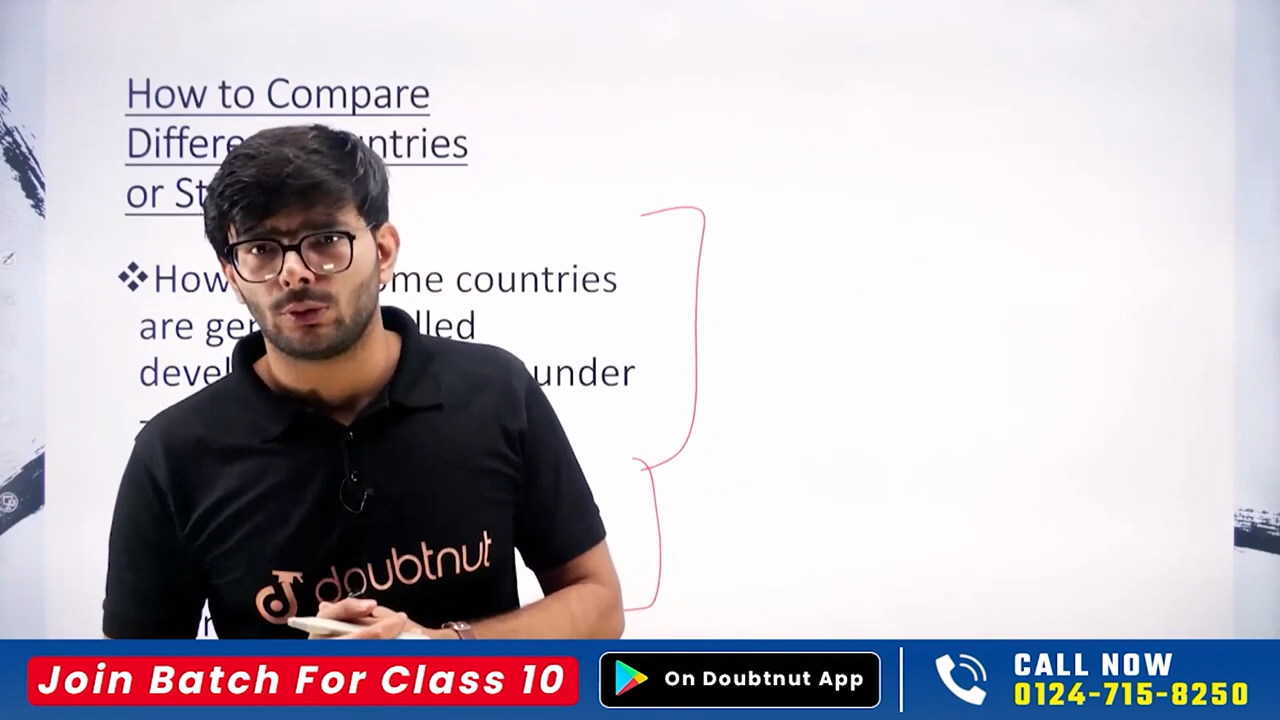 How to Compare
Differe ntries
or St
❖How me countries
are ger lled
devel under
doubtnut
Join Batch For Class 10
On Doubtnut App
CALL NOW
0124-715-8250